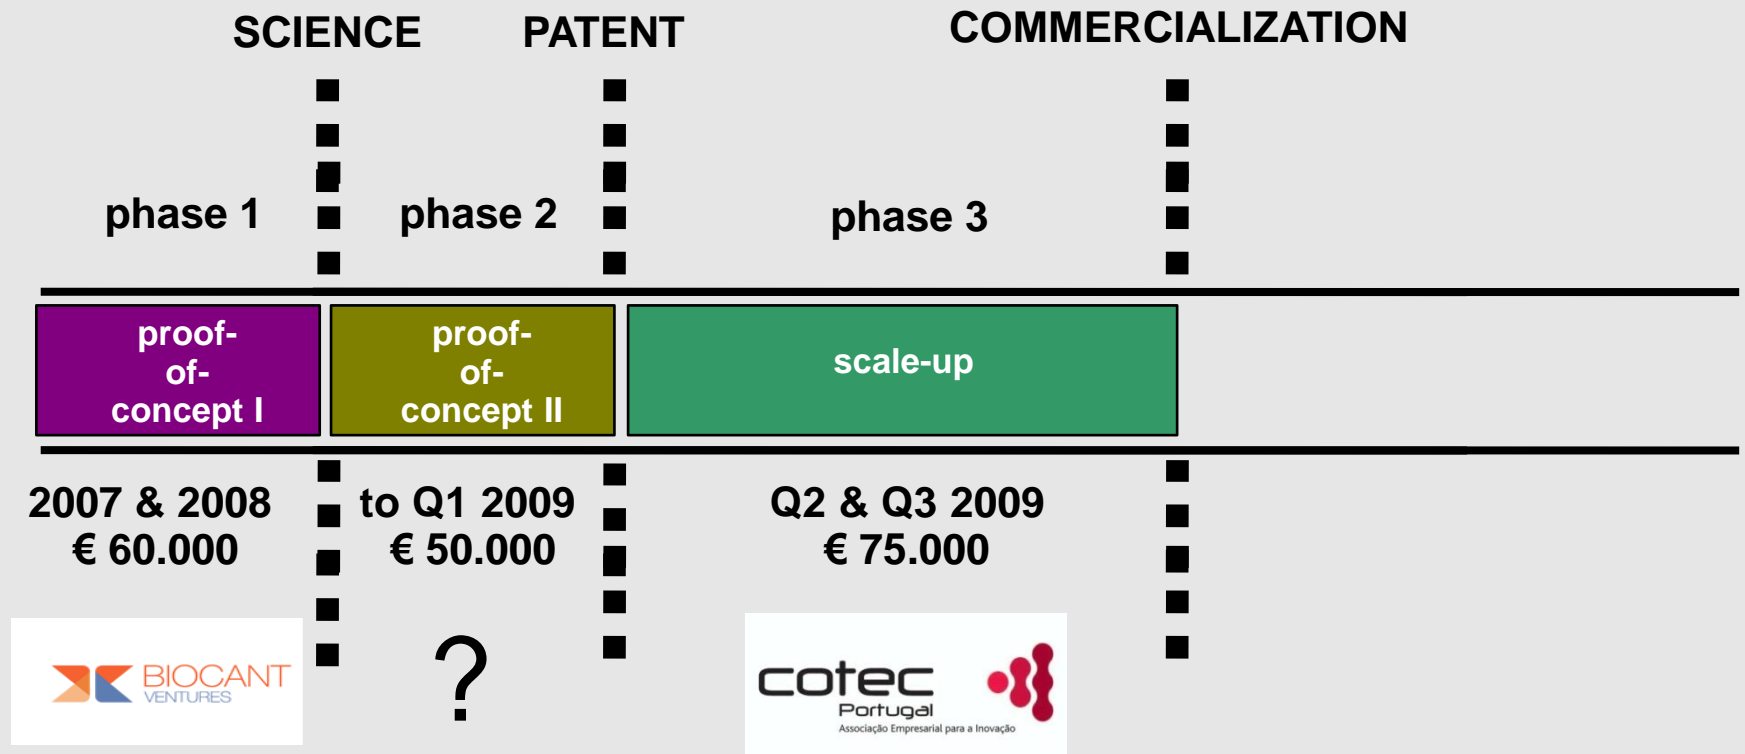 SCIENCE
PATENT
COMMERCIALIZATION
phase 1
phase 2
phase 3
proof-
of-
concept I
proof-
of-
concept II
scale-up
2007 & 2008
€ 60.000
to Q1 2009
€ 50.000
Q2 & Q3 2009
€ 75.000
BIOCANT
VENTURES
?
cotec
Portugal
Associação Empresarial para a Inovação